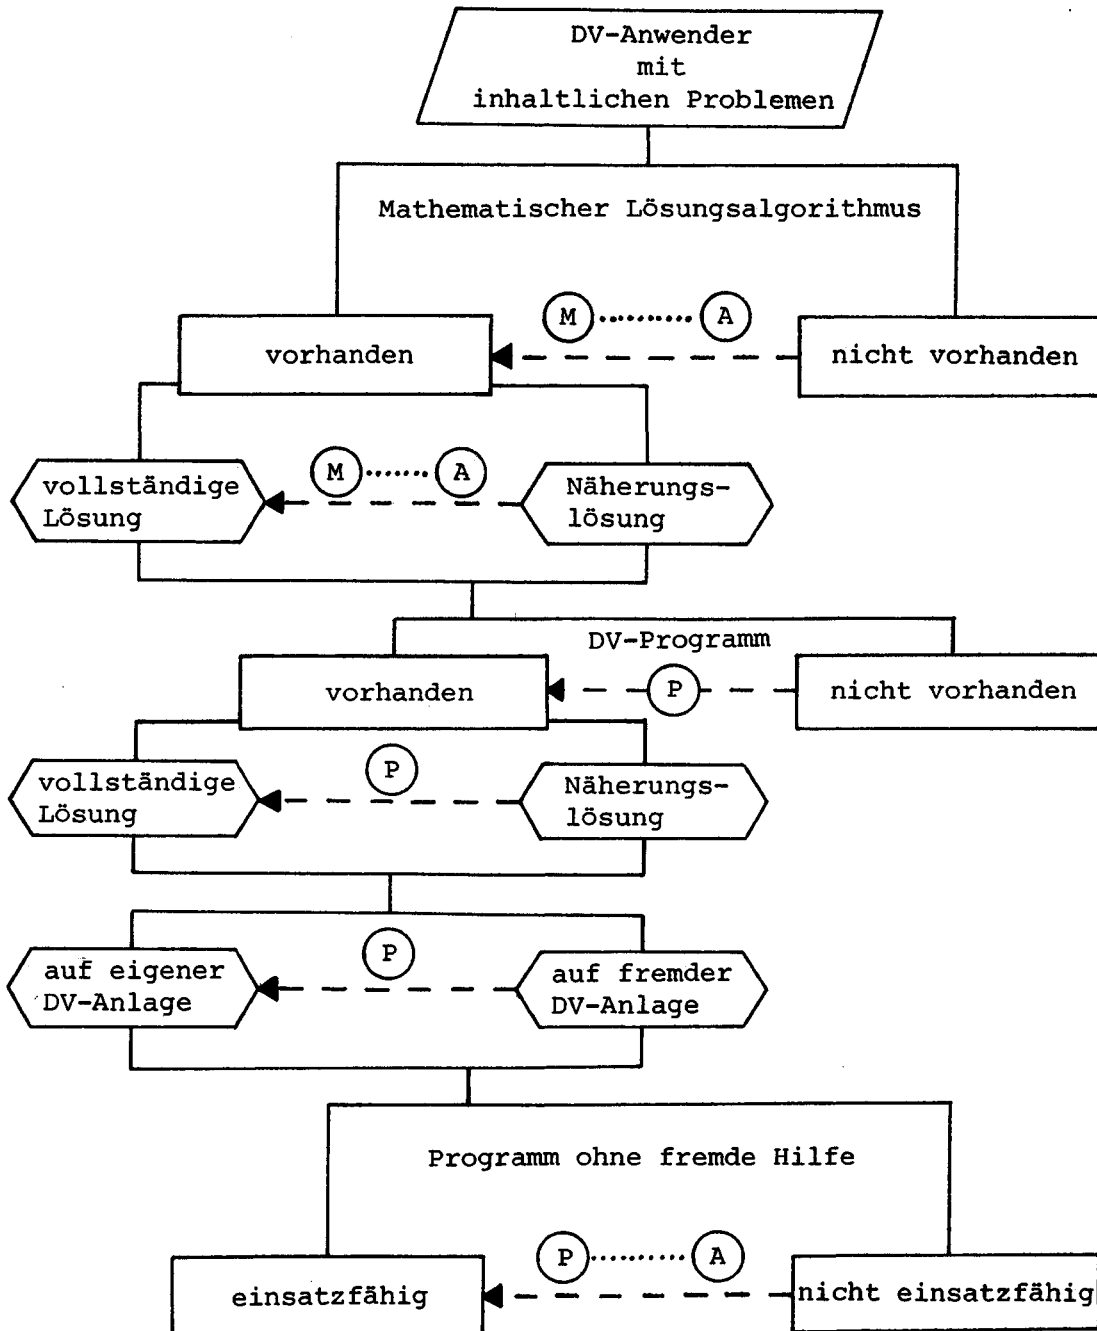 DV-Anwender
mit
inhaltlichen Problemen
Mathematischer Lösungsalgorithmus
M A
vorhanden
nicht vorhanden
M A
vollständige
Lösung
Näherungs-
lösung
DV-Programm
vorhanden
P
nicht vorhanden
P
vollständige
Lösung
Näherungs-
lösung
P
auf eigener
DV-Anlage
auf fremder
DV-Anlage
Programm ohne fremde Hilfe
P A
einsatzfähig
nicht einsatzfähig